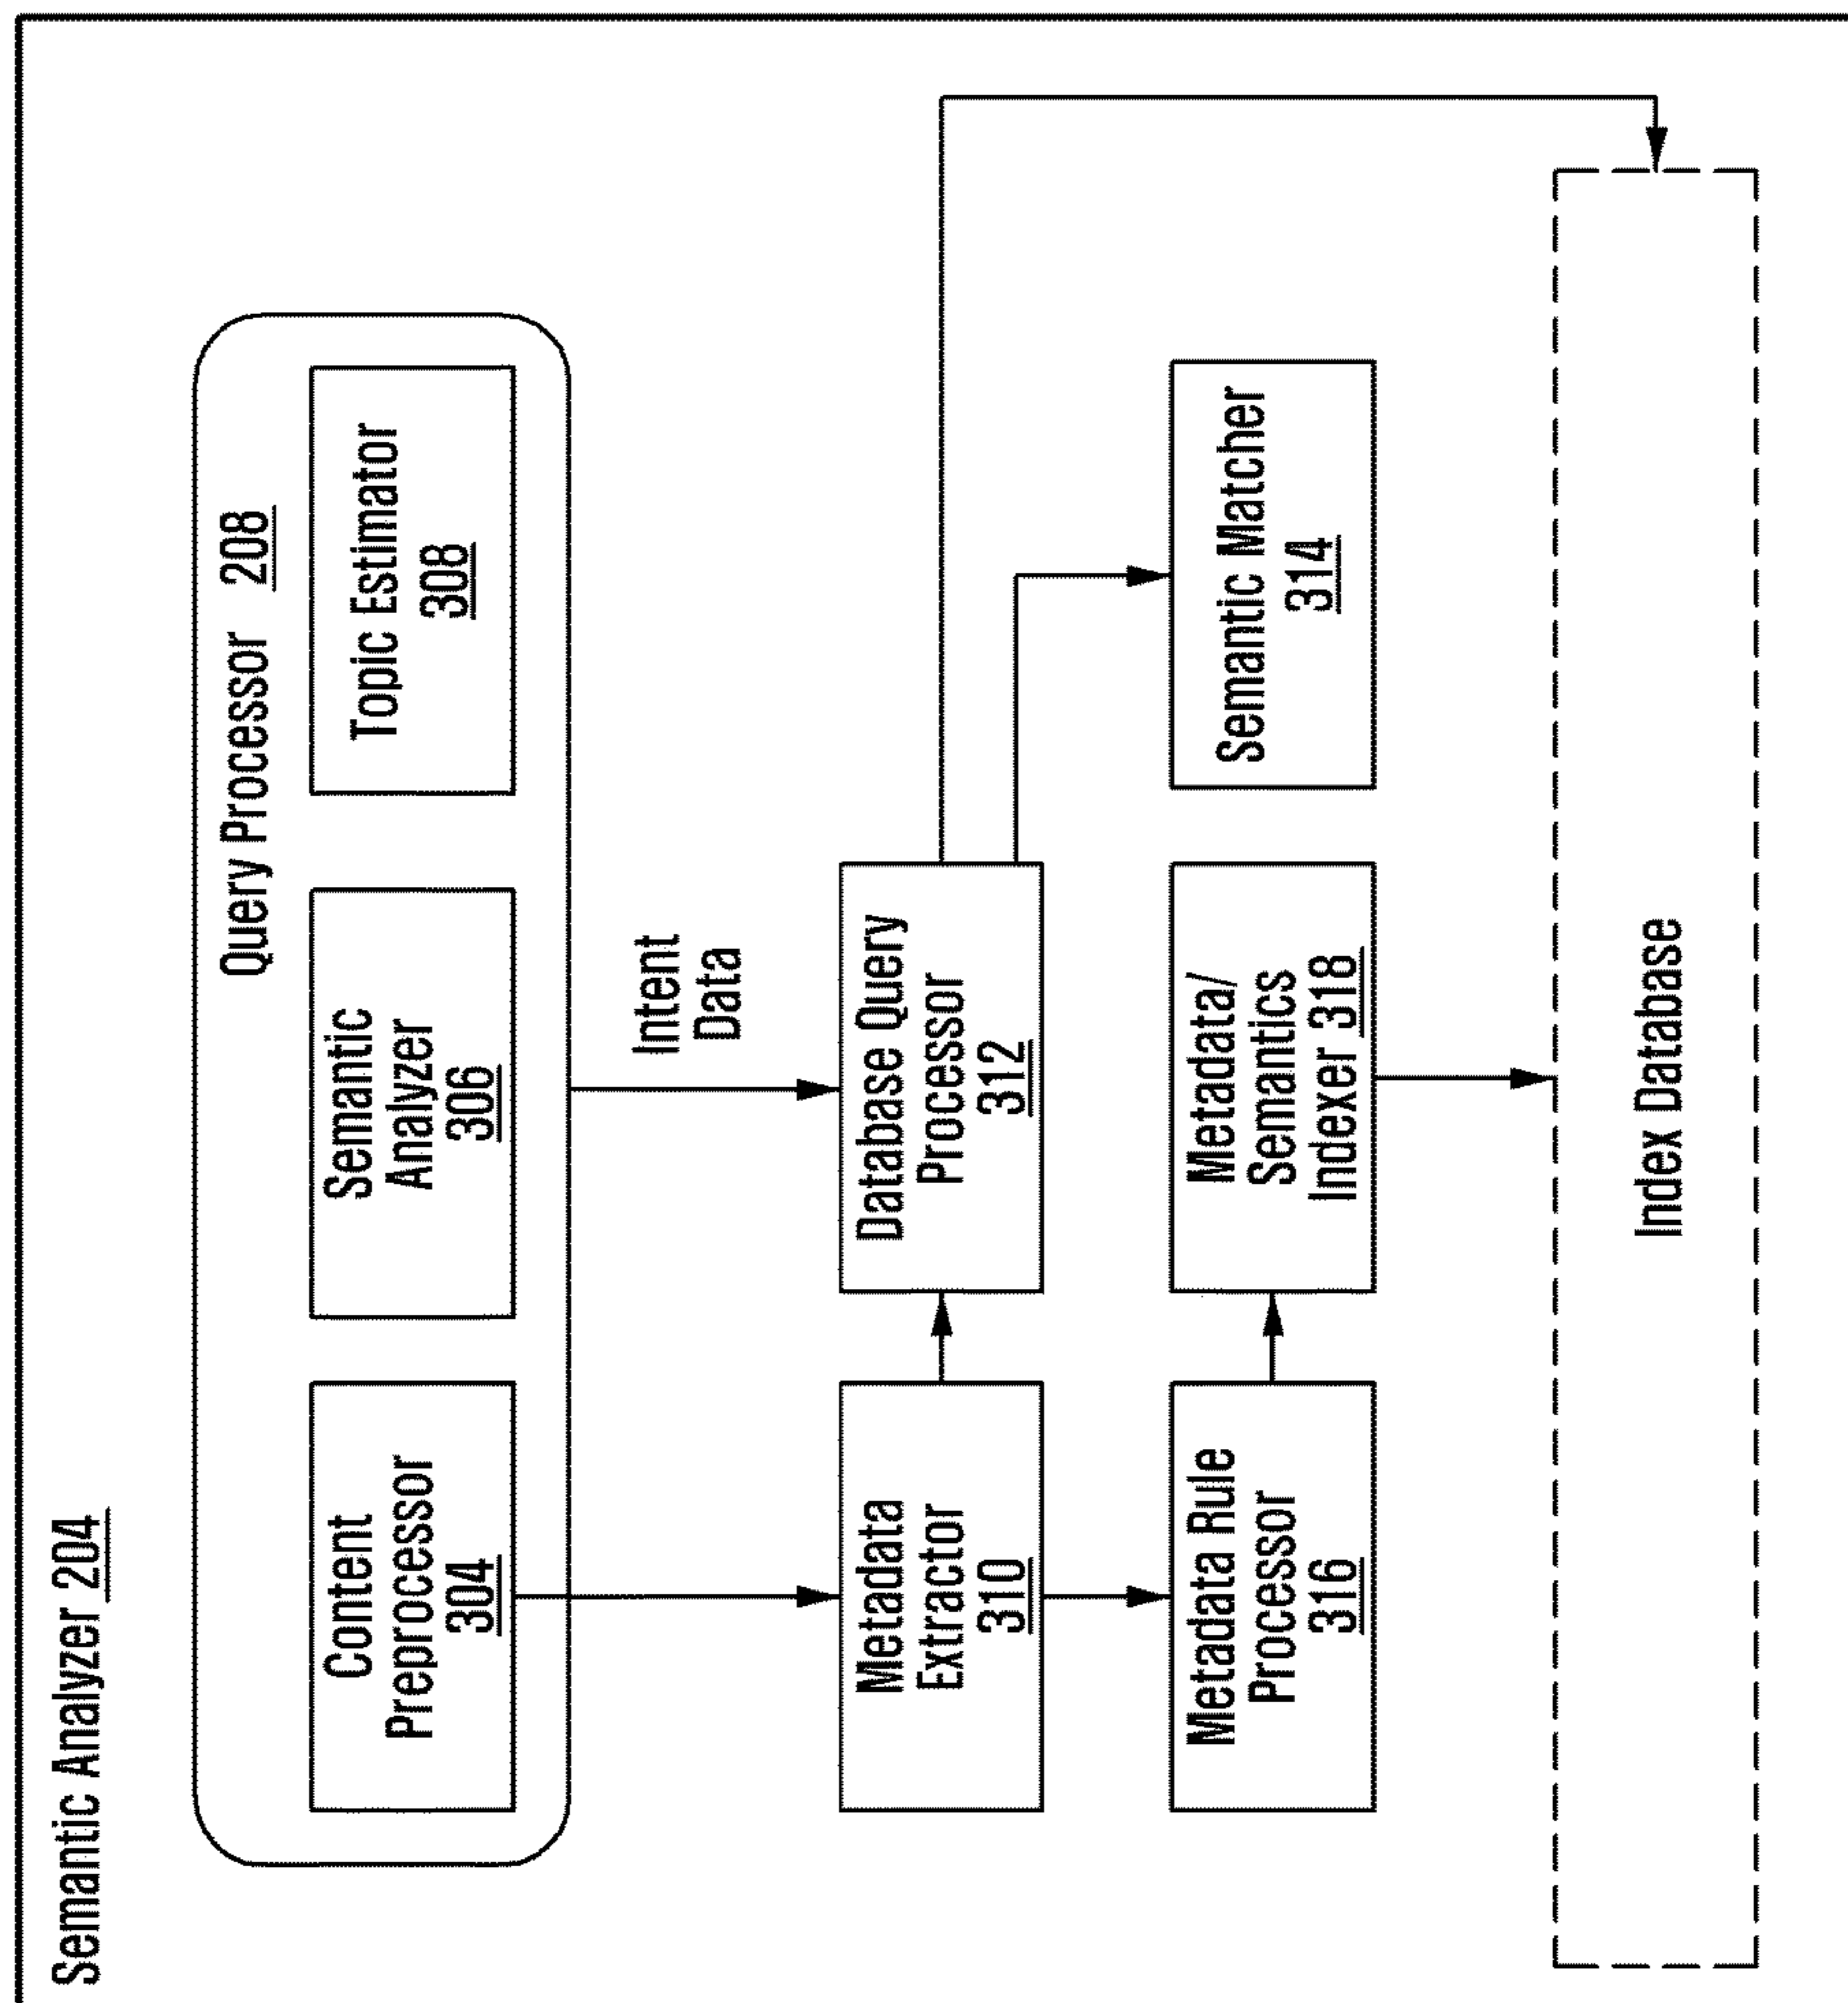 Semantic Analyzer 204
Query Processor 208
Content
Preprocessor
304
Semantic
Analyzer
306
Topic Estimator
308
Intent
Data
Metadata
Extractor
310
Database Query
Processor
312
Metadata Rule
Processor
316
Metadata/
Semantics
Indexer 318
Semantic Matcher
314
Index Database